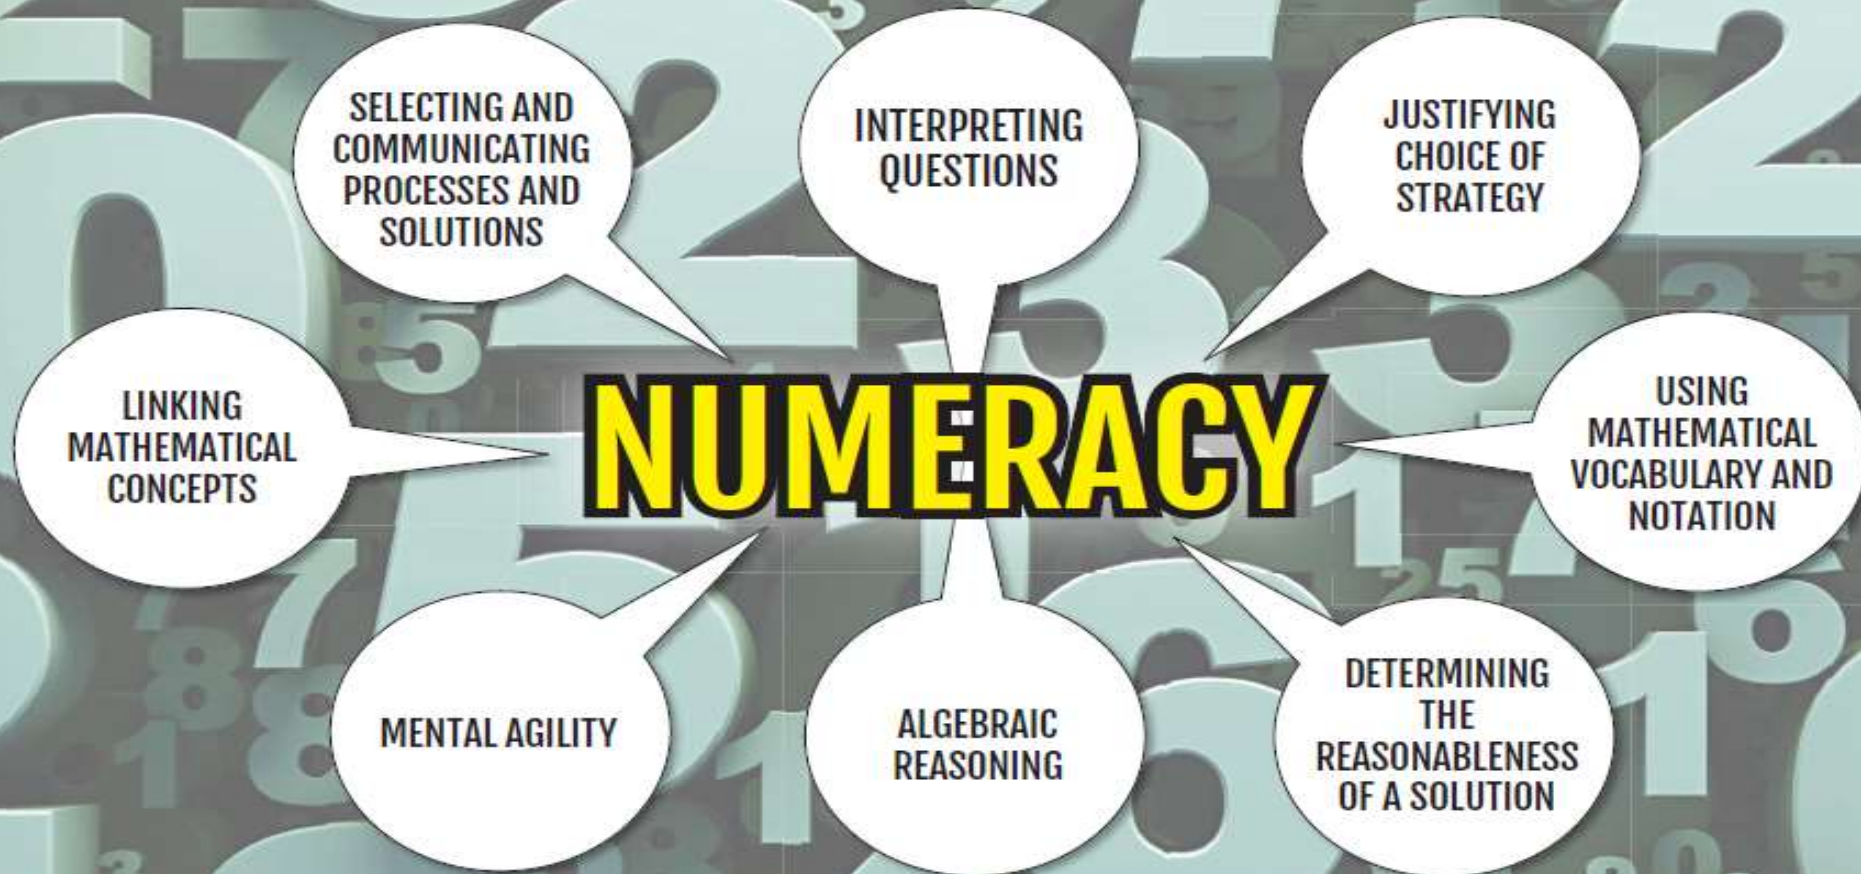 SELECTING AND
COMMUNICATING
PROCESSES AND
SOLUTIONS
INTERPRETING
QUESTIONS
JUSTIFYING
CHOICE OF
STRATEGY
LINKING
MATHEMATICAL
CONCEPTS
NUMERACY
USING
MATHEMATICAL
VOCABULARY AND
NOTATION
MENTAL AGILITY
ALGEBRAIC
REASONING
DETERMINING
THE
REASONABLENESS
OF A SOLUTION